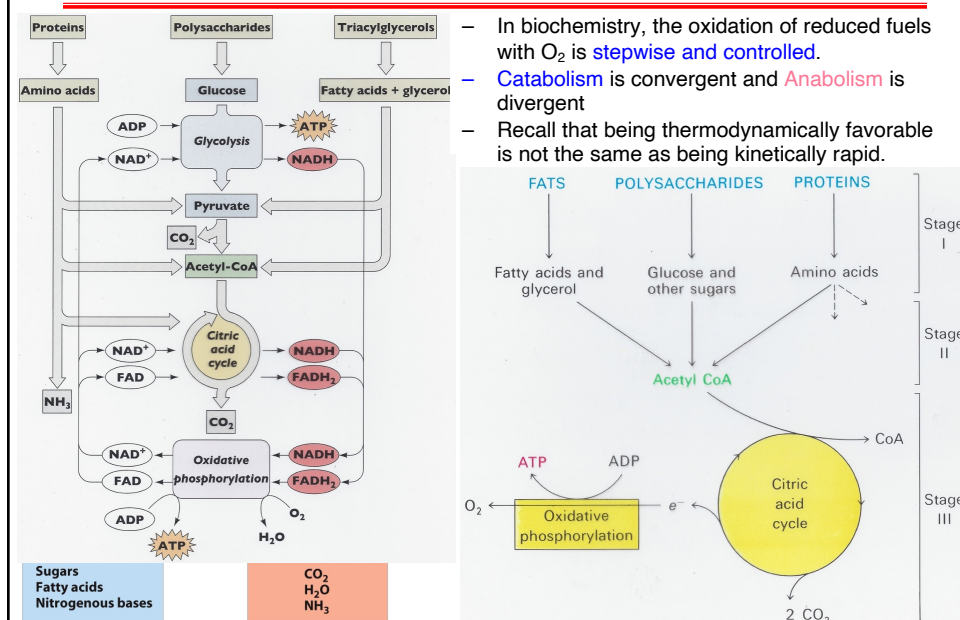 Proteins
Polysaccharides
Triacylglycerols
Amino acids
Glucose
Fatty acids + glycerol
ADP
Glycolysis
ATP
NAD+
NADH
Pyruvate
CO₂
Acetyl-CoA
Citric
acid
cycle
NAD+
NADH
FAD
FADH₂
NH₃
CO₂
NAD+
Oxidative
phosphorylation
NADH
FAD
FADH₂
ADP
O₂
H₂O
ATP
Sugars
Fatty acids
Nitrogenous bases
CO₂
H₂O
NH₃
– In biochemistry, the oxidation of reduced fuels
with O₂ is stepwise and controlled.
– Catabolism is convergent and Anabolism is
divergent
– Recall that being thermodynamically favorable
is not the same as being kinetically rapid.
FATS POLYSACCHARIDES PROTEINS
Stage
I
Fatty acids and
glycerol
Glucose and
other sugars
Amino acids
Stage
II
Acetyl CoA
CoA
ATP ADP
Citric
acid
cycle
Stage
III
O₂
Oxidative
phosphorylation
e⁻
2 CO₂